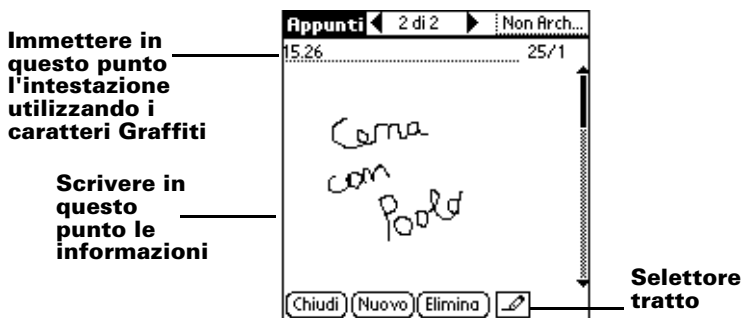 Appunti 2 di 2 Non Arch...
15.26 25/1
Immettere in
questo punto
l'intestazione
utilizzando i
caratteri Graffiti
Cena
con
Paolo
Scrivere in
questo
punto le
informazioni
Chiudi Nuovo Elimina
Selettore
tratto